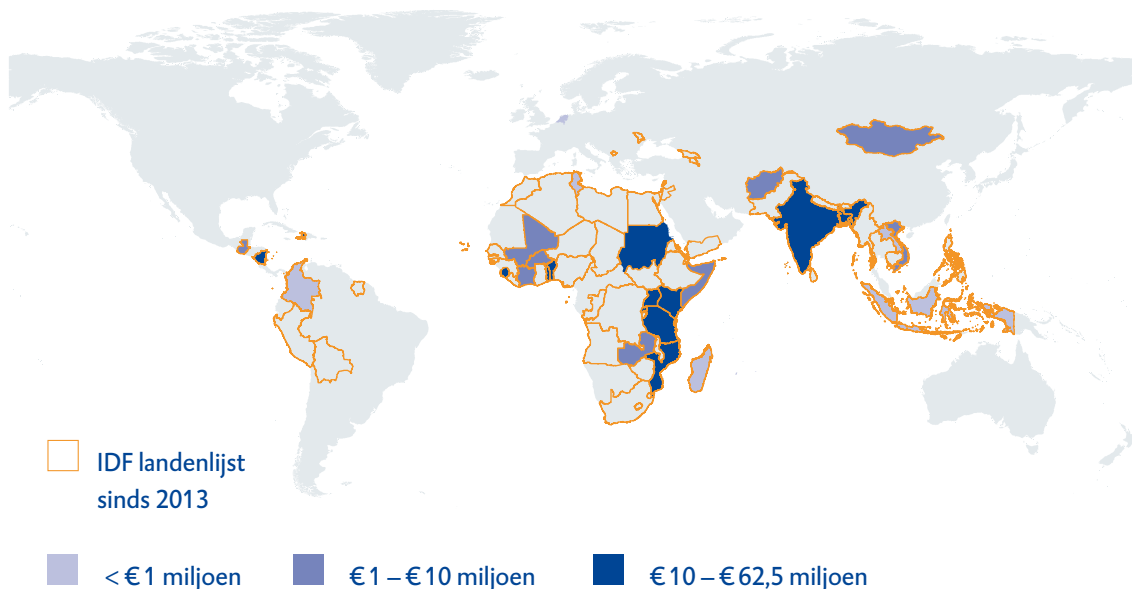 IDF landenlijst
sinds 2013
< €1 miljoen
€1 – €10 miljoen
€10 – €62,5 miljoen